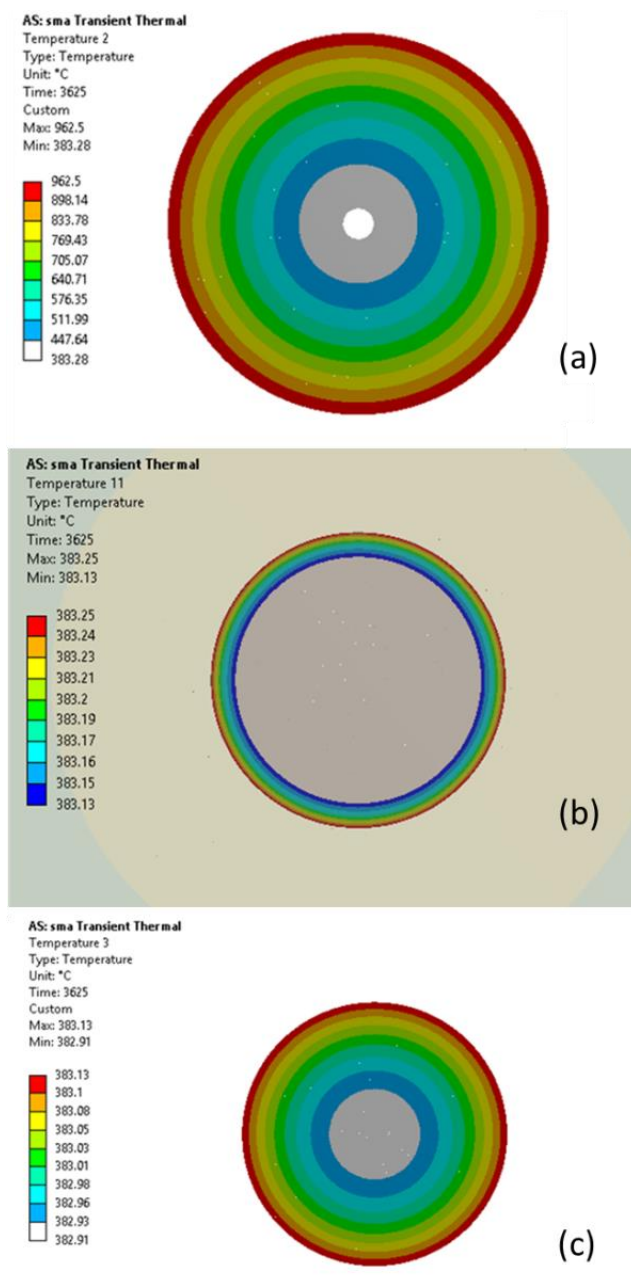 AS: sma Transient Thermal
Temperature 2
Type: Temperature
Unit: °C
Time: 3625
Custom
Max: 962.5
Min: 383.28
962.5
898.14
833.78
769.43
705.07
640.71
576.35
511.99
447.64
383.28
(a)
AS: sma Transient Thermal
Temperature 11
Type: Temperature
Unit: °C
Time: 3625
Max: 383.25
Min: 383.13
383.25
383.24
383.23
383.21
383.2
383.19
383.17
383.16
383.15
383.13
(b)
AS: sma Transient Thermal
Temperature 3
Type: Temperature
Unit: °C
Time: 3625
Custom
Max: 383.13
Min: 382.91
383.13
383.1
383.08
383.05
383.03
383.01
382.98
382.96
382.93
382.91
(c)